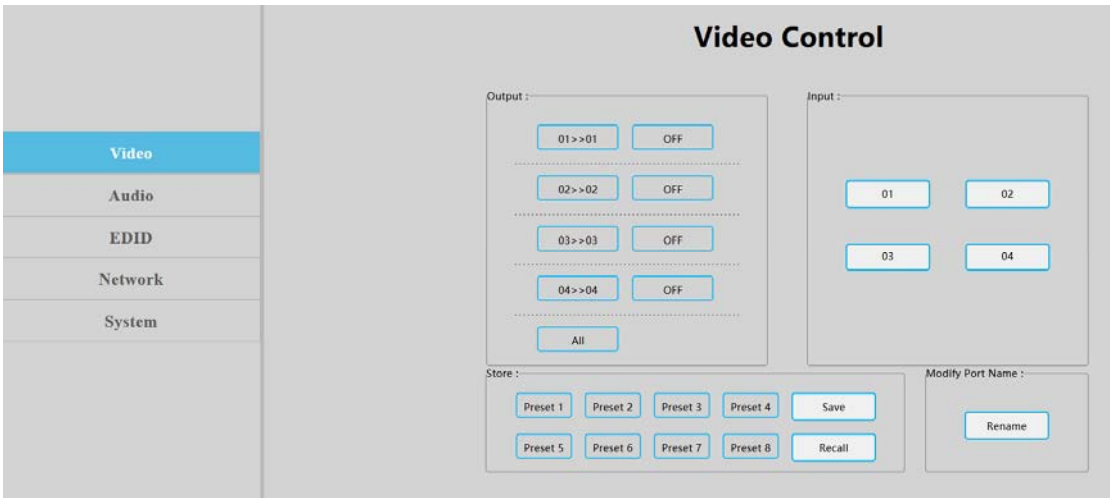 Video Control
Video
Audio
EDID
Network
System
Output :
01>>01 OFF
02>>02 OFF
03>>03 OFF
04>>04 OFF
All
Input :
01 02
03 04
Store :
Preset 1 Preset 2 Preset 3 Preset 4 Save
Preset 5 Preset 6 Preset 7 Preset 8 Recall
Modify Port Name :
Rename